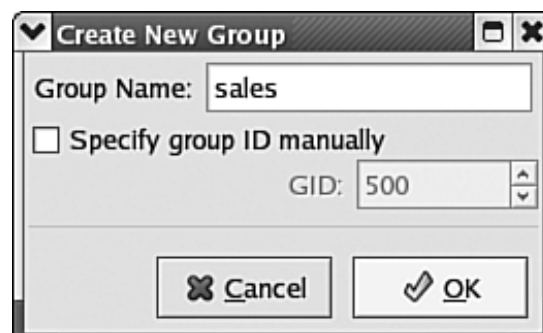 Create New Group
Group Name: sales
Specify group ID manually
GID: 500
Cancel OK